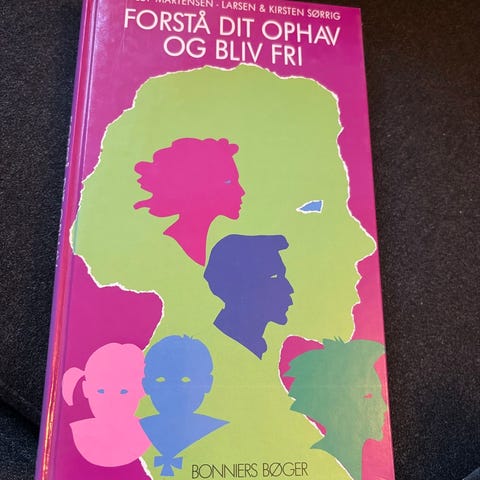 MARTENSEN - LARSEN & KIRSTEN SØRRIG
FORSTÅ DIT OPHAV
OG BLIV FRI
BONNIERS BØGER